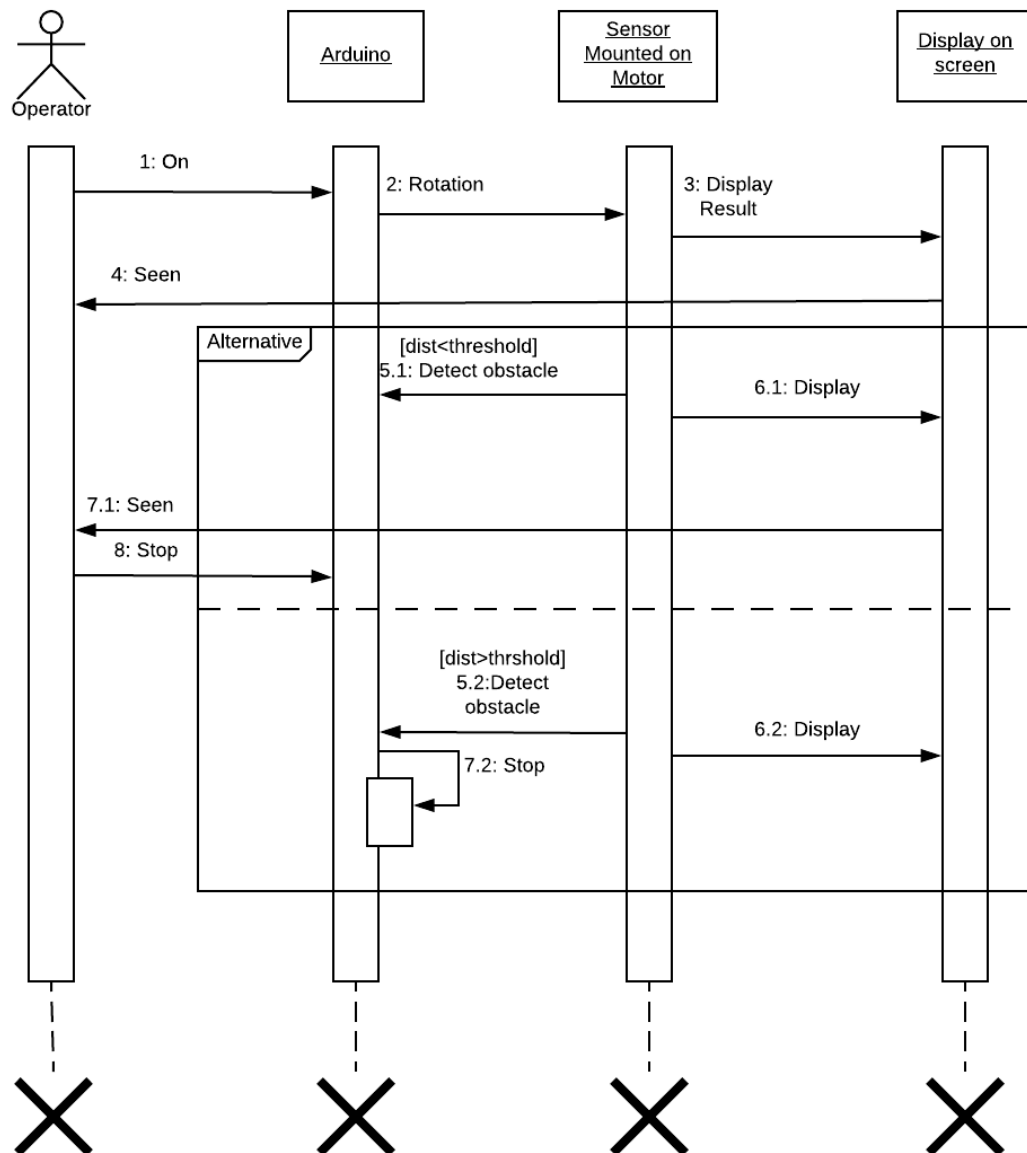 Operator
Arduino
Sensor
Mounted on
Motor
Display on
screen
1: On
2: Rotation
3: Display
Result
4: Seen
Alternative
[dist<threshold]
5.1: Detect obstacle
6.1: Display
7.1: Seen
8: Stop
[dist>thrshold]
5.2:Detect
obstacle
6.2: Display
7.2: Stop